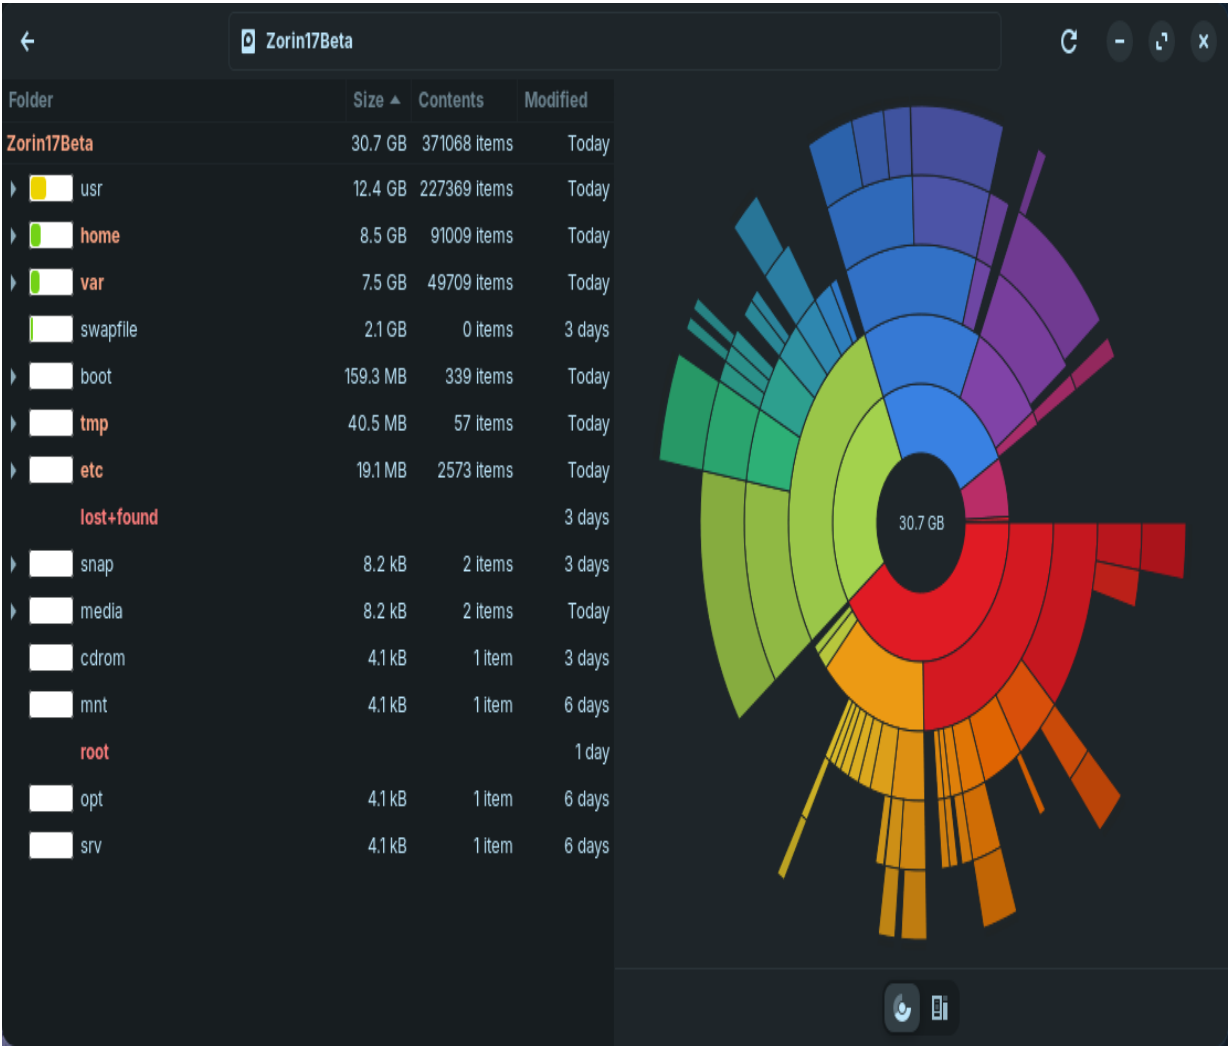 Zorin17Beta
Folder Size Contents Modified
Zorin17Beta 30.7 GB 371068 items Today
usr 12.4 GB 227369 items Today
home 8.5 GB 91009 items Today
var 7.5 GB 49709 items Today
swapfile 2.1 GB 0 items 3 days
boot 159.3 MB 339 items Today
tmp 40.5 MB 57 items Today
etc 19.1 MB 2573 items Today
lost+found 3 days
snap 8.2 kB 2 items 3 days
media 8.2 kB 2 items Today
cdrom 4.1 kB 1 item 3 days
mnt 4.1 kB 1 item 6 days
root 1 day
opt 4.1 kB 1 item 6 days
srv 4.1 kB 1 item 6 days
30.7 GB